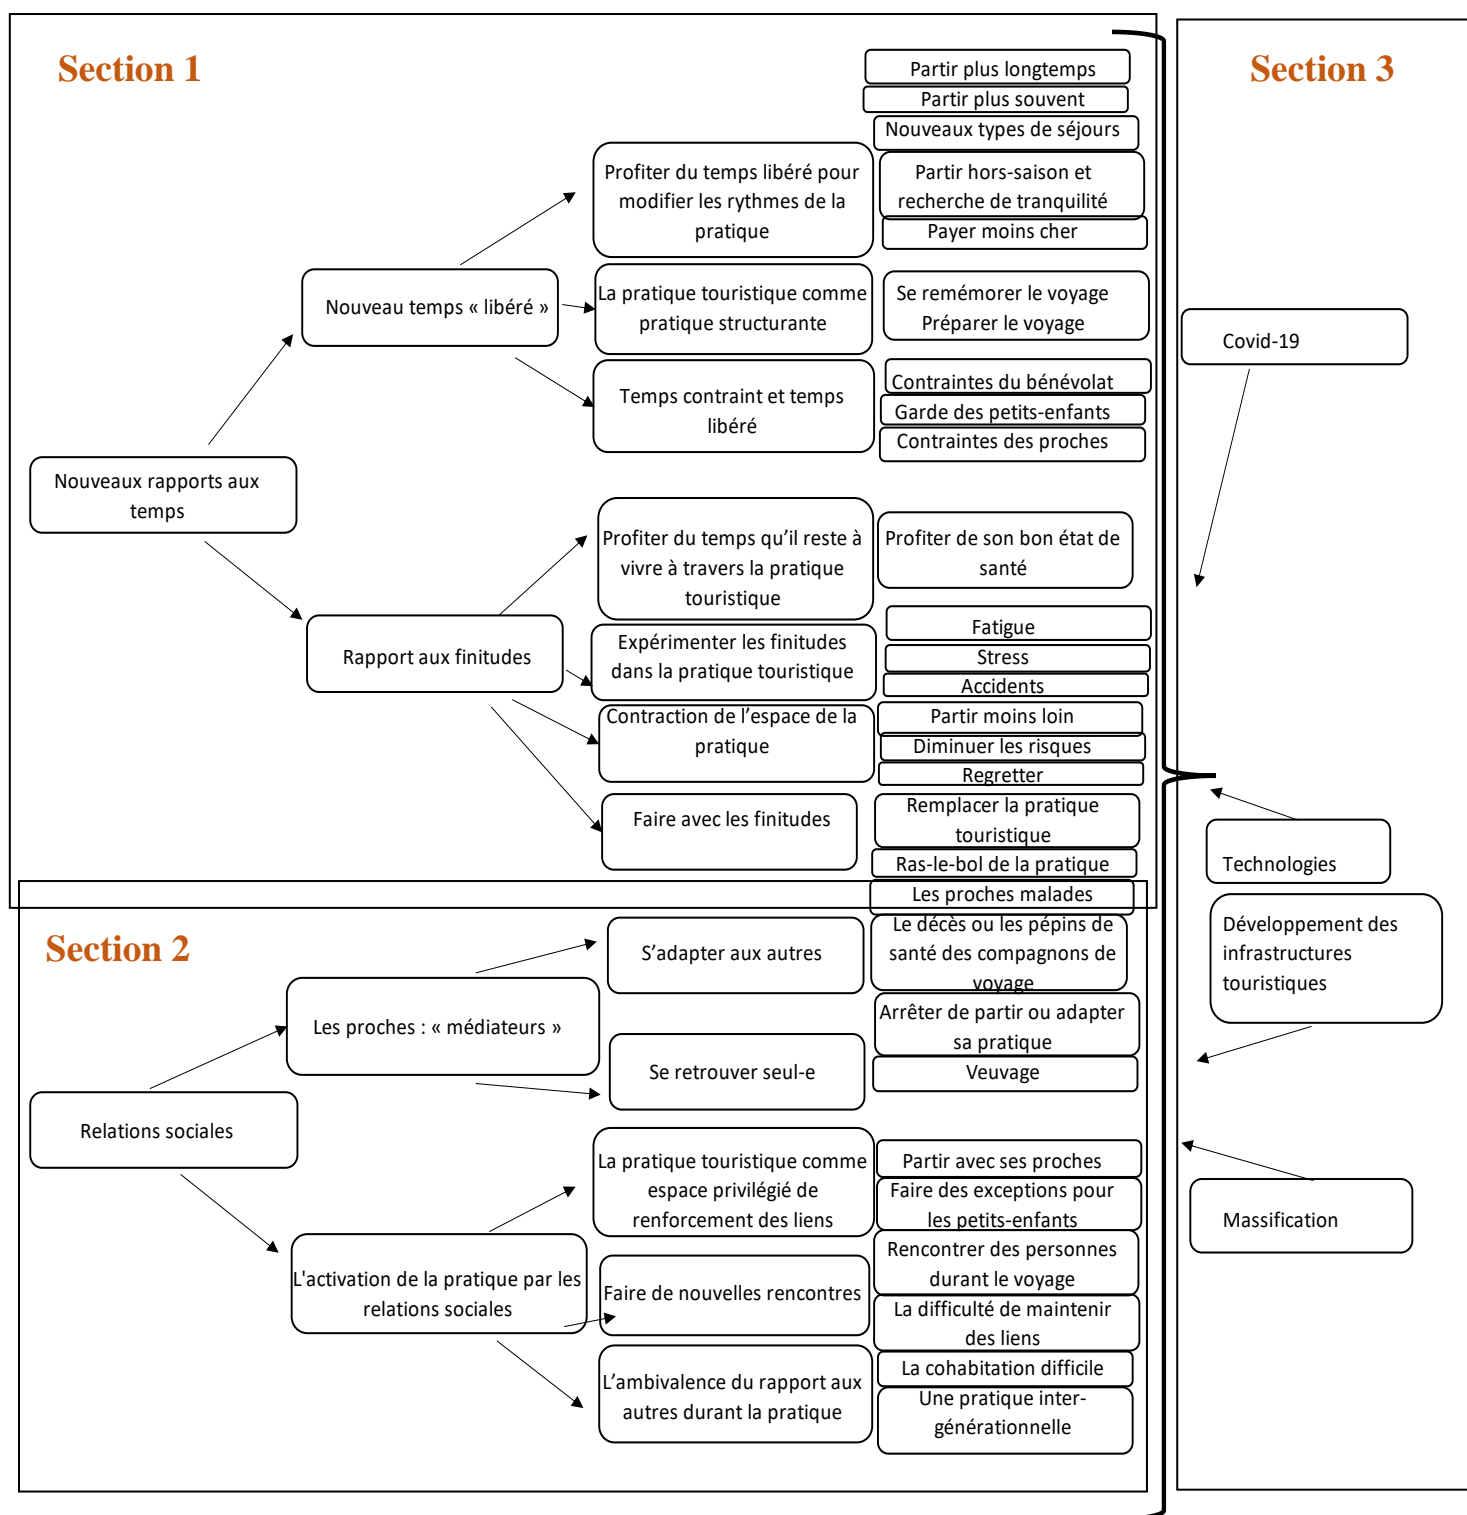 Section 1
Partir plus longtemps
Partir plus souvent
Nouveaux types de séjours
Profiter du temps libéré pour
modifier les rythmes de la
pratique
Partir hors-saison et
recherche de tranquilité
Payer moins cher
Nouveau temps « libéré »
La pratique touristique comme
pratique structurante
Se remémorer le voyage
Préparer le voyage
Temps contraint et temps
libéré
Contraintes du bénévolat
Garde des petits-enfants
Contraintes des proches
Nouveaux rapports aux
temps
Profiter du temps qu’il reste à
vivre à travers la pratique
touristique
Profiter de son bon état de
santé
Rapport aux finitudes
Expérimenter les finitudes
dans la pratique touristique
Fatigue
Stress
Accidents
Contraction de l’espace de la
pratique
Partir moins loin
Diminuer les risques
Regretter
Faire avec les finitudes
Remplacer la pratique
touristique
Ras-le-bol de la pratique
Les proches malades
Section 2
S’adapter aux autres
Le décès ou les pépins de
santé des compagnons de
voyage
Les proches : « médiateurs »
Arrêter de partir ou adapter
sa pratique
Se retrouver seul-e
Veuvage
Relations sociales
La pratique touristique comme
espace privilégié de
renforcement des liens
Partir avec ses proches
Faire des exceptions pour
les petits-enfants
L'activation de la pratique par les
relations sociales
Faire de nouvelles rencontres
Rencontrer des personnes
durant le voyage
La difficulté de maintenir
des liens
L’ambivalence du rapport aux
autres durant la pratique
La cohabitation difficile
Une pratique inter-
générationnelle
Section 3
Covid-19
Technologies
Développement des
infrastructures
touristiques
Massification